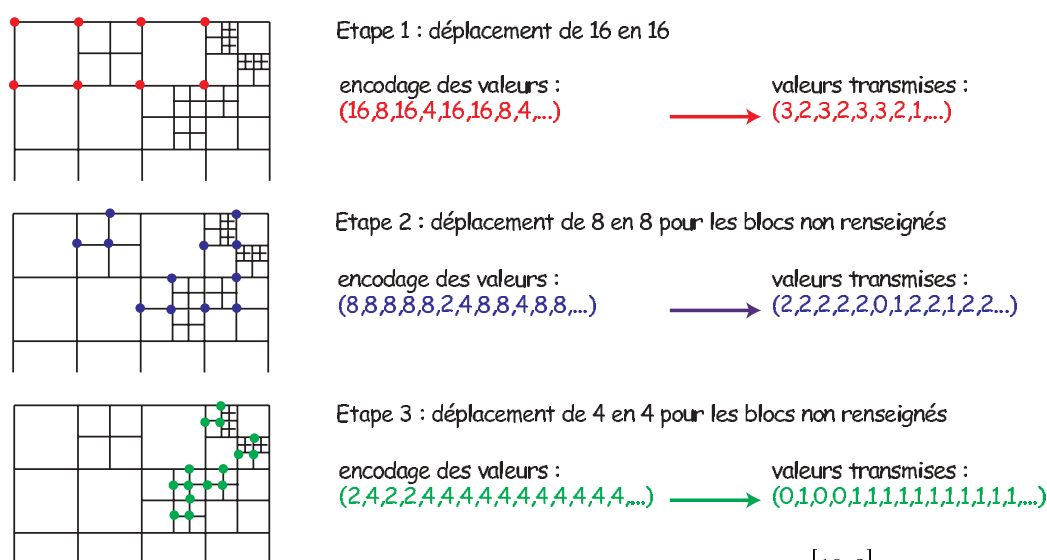 Etape 1 : déplacement de 16 en 16
encodage des valeurs :
(16,8,16,4,16,16,8,4,...)
valeurs transmises :
(3,2,3,2,3,3,2,1,...)
Etape 2 : déplacement de 8 en 8 pour les blocs non renseignés
encodage des valeurs :
(8,8,8,8,8,2,4,8,8,4,8,8,...)
valeurs transmises :
(2,2,2,2,2,0,1,2,2,1,2,2...)
Etape 3 : déplacement de 4 en 4 pour les blocs non renseignés
encodage des valeurs :
(2,4,2,2,4,4,4,4,4,4,4,4,4,4,4,....)
valeurs transmises :
(0,1,0,0,1,1,1,1,1,1,1,1,1,1,1,....)